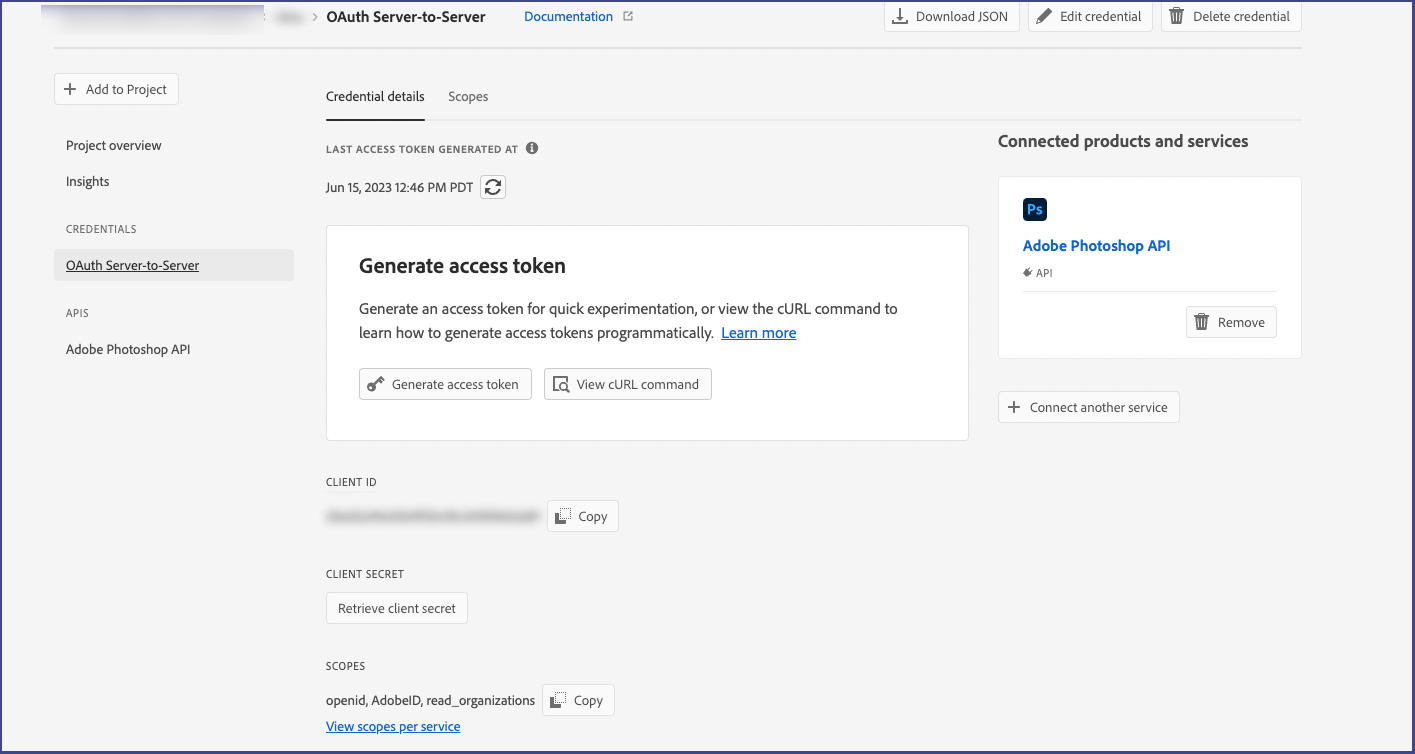 OAuth Server-to-Server
Documentation
Download JSON
Edit credential
Delete credential
Add to Project
Project overview
Insights
CREDENTIALS
OAuth Server-to-Server
APIS
Adobe Photoshop API
Credential details
Scopes
LAST ACCESS TOKEN GENERATED AT
Jun 15, 2023 12:46 PM PDT
Generate access token
Generate an access token for quick experimentation, or view the cURL command to
learn how to generate access tokens programmatically. Learn more
Generate access token
View cURL command
CLIENT ID
Copy
CLIENT SECRET
Retrieve client secret
SCOPES
openid, AdobeID, read_organizations
Copy
View scopes per service
Connected products and services
Ps
Adobe Photoshop API
API
Remove
Connect another service